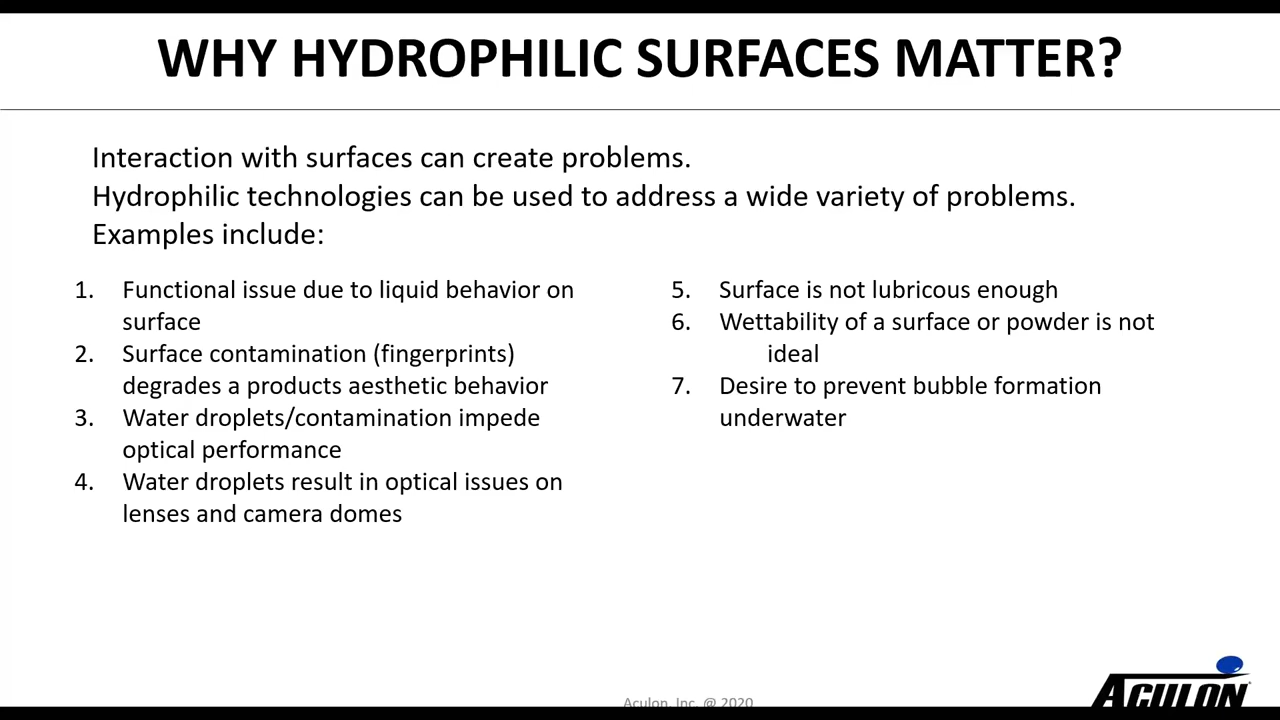 WHY HYDROPHILIC SURFACES MATTER?
Interaction with surfaces can create problems.
Hydrophilic technologies can be used to address a wide variety of problems.
Examples include:
1. Functional issue due to liquid behavior on
surface
2. Surface contamination (fingerprints)
degrades a products aesthetic behavior
3. Water droplets/contamination impede
optical performance
4. Water droplets result in optical issues on
lenses and camera domes
5. Surface is not lubricous enough
6. Wettability of a surface or powder is not
ideal
7. Desire to prevent bubble formation
underwater
Aculon, Inc. @ 2020
ACULON